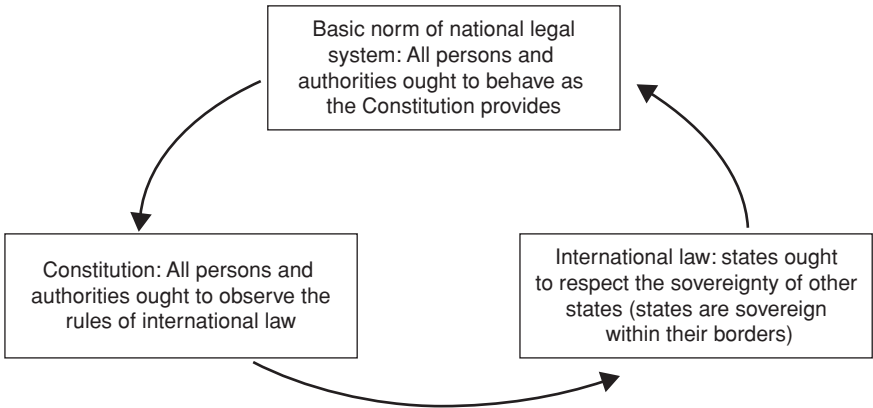 Basic norm of national legal
system: All persons and
authorities ought to behave as
the Constitution provides
Constitution: All persons and
authorities ought to observe the
rules of international law
International law: states ought
to respect the sovereignty of other
states (states are sovereign
within their borders)